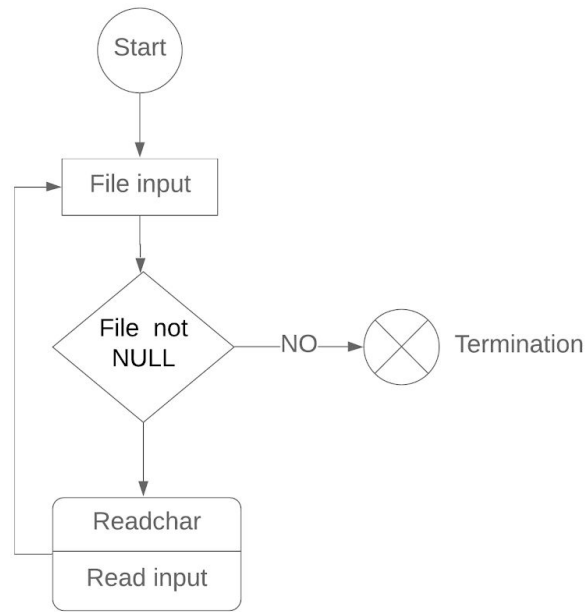 Start
File input
File not
NULL
NO
Termination
Readchar
Read input